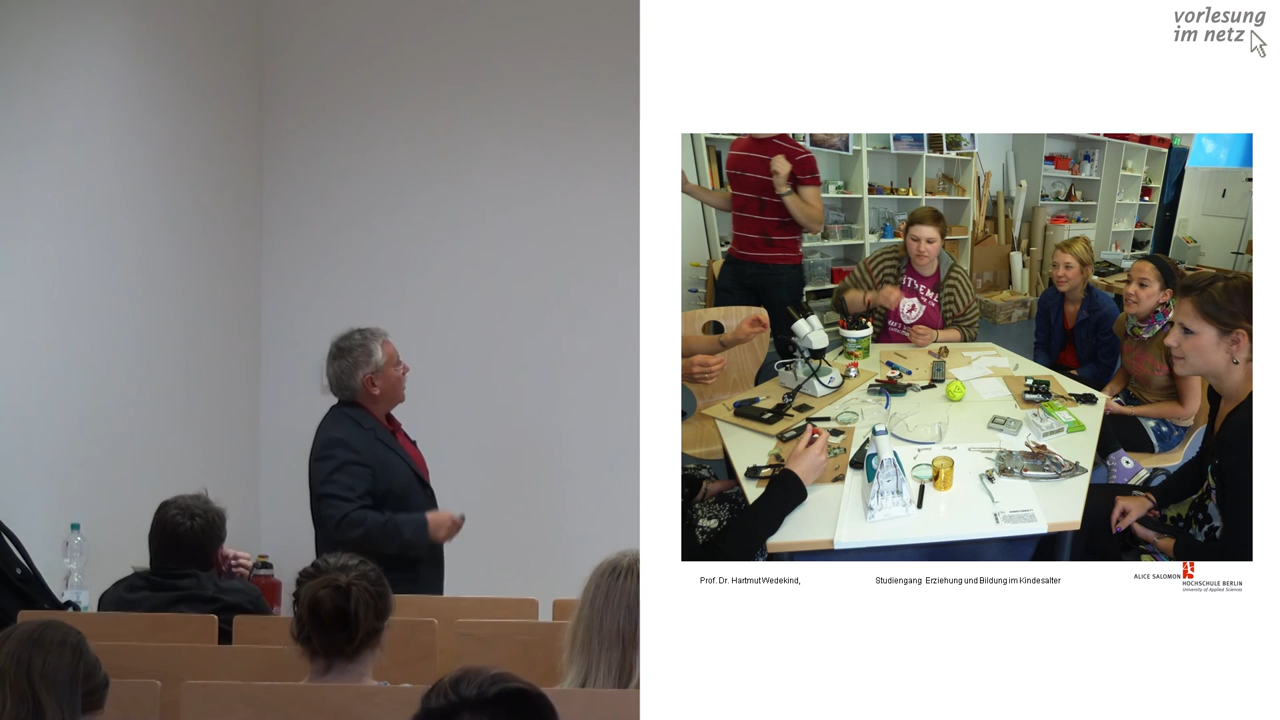 vorlesung
im netz
Prof. Dr. Hartmut Wedekind,
Studiengang Erziehung und Bildung im Kindesalter
ALICE SALOMON
HOCHSCHULE BERLIN
University of Applied Sciences